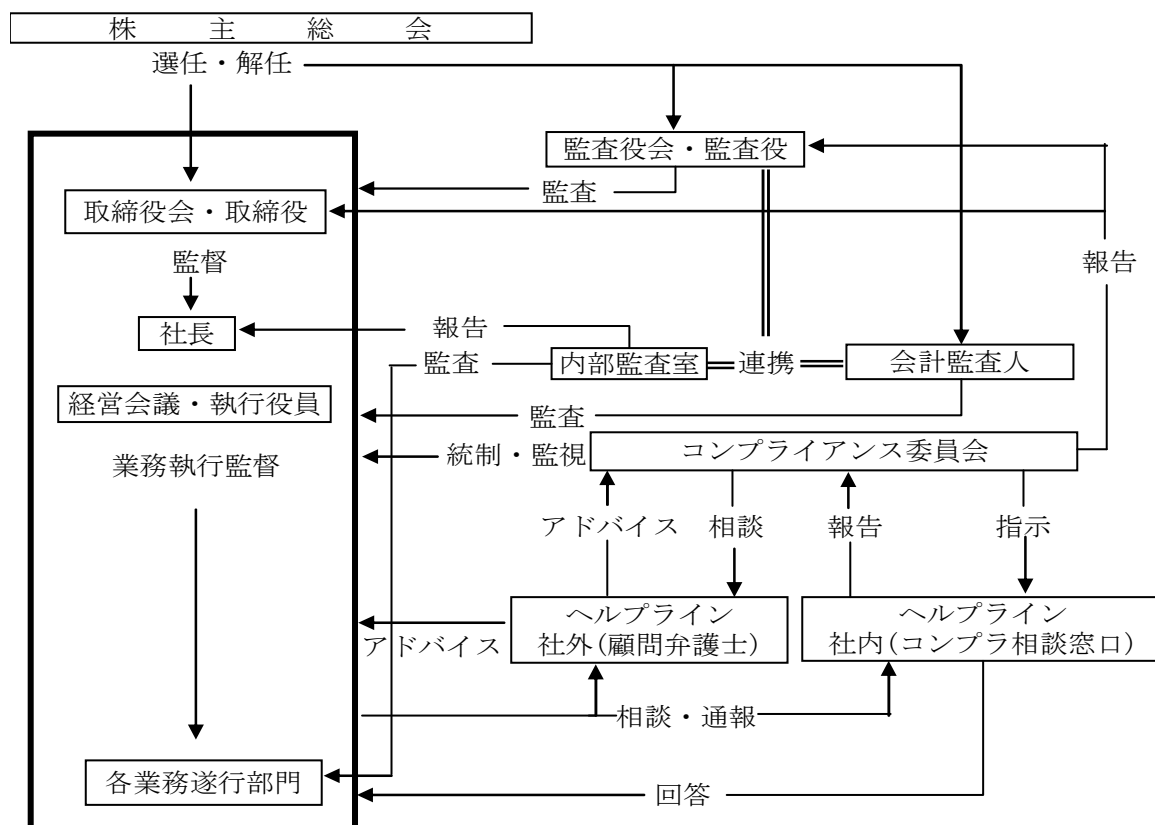 株主総会
選任・解任
監査役会・監査役
監査
取締役会・取締役
監督
報告
社長
報告
監査
内部監査室
連携
会計監査人
経営会議・執行役員
監査
業務執行監督
統制・監視
コンプライアンス委員会
アドバイス
相談
報告
指示
ヘルプライン
社外(顧問弁護士)
ヘルプライン
社内(コンプラ相談窓口)
アドバイス
相談・通報
各業務遂行部門
回答